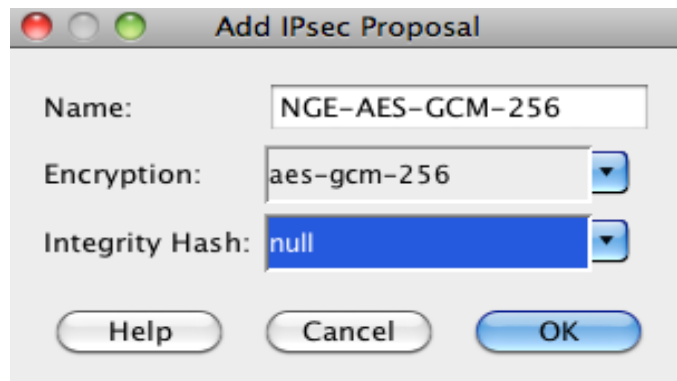 Add IPsec Proposal
Name: NGE-AES-GCM-256
Encryption: aes-gcm-256
Integrity Hash: null
Help Cancel OK